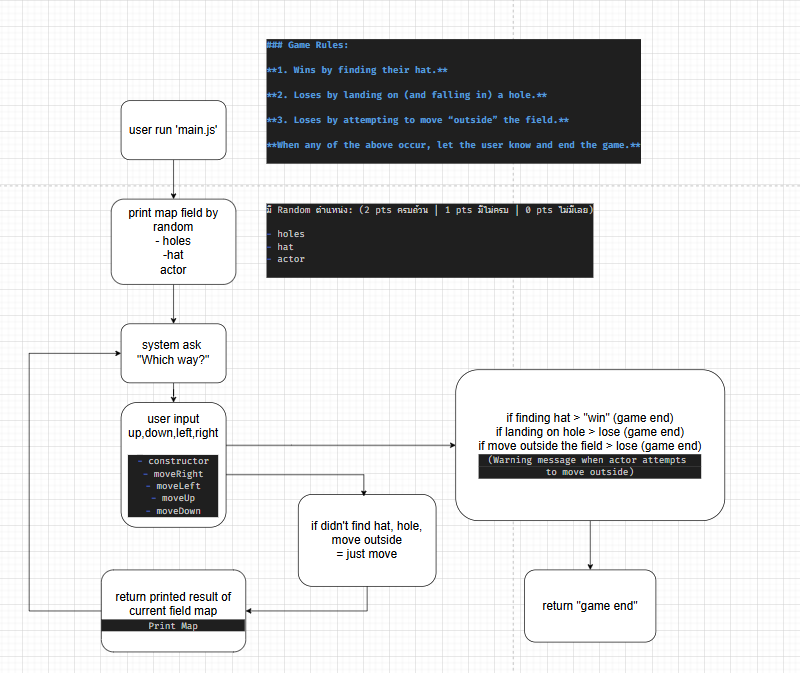 ### Game Rules:
**1. Wins by finding their hat.**
**2. Loses by landing on (and falling in) a hole.**
**3. Loses by attempting to move “outside” the field.**
**When any of the above occur, let the user know and end the game.**
user run 'main.js'
print map field by
random
- holes
-hat
actor
มี Random ตำแหน่ง: (2 pts ครบถ้วน | 1 pts มีไม่ครบ | 0 pts ไม่มีเลย)
- holes
- hat
- actor
system ask
"Which way?"
user input
up,down,left,right
- constructor
- moveRight
- moveLeft
- moveUp
- moveDown
if finding hat > "win" (game end)
if landing on hole > lose (game end)
if move outside the field > lose (game end)
(Warning message when actor attempts
to move outside)
if didn't find hat, hole,
move outside
= just move
return printed result of
current field map
Print Map
return "game end"